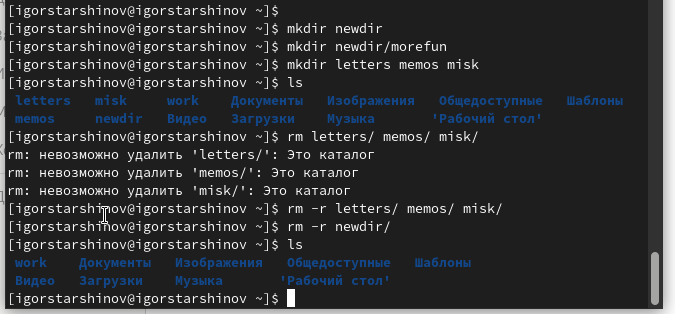 [igorstarshinov@igorstarshinov ~]$
[igorstarshinov@igorstarshinov ~]$ mkdir newdir
[igorstarshinov@igorstarshinov ~]$ mkdir newdir/morefun
[igorstarshinov@igorstarshinov ~]$ mkdir letters memos misk
[igorstarshinov@igorstarshinov ~]$ ls
letters misk work Документы Изображения Общедоступные Шаблоны
memos newdir Видео Загрузки Музыка 'Рабочий стол'
[igorstarshinov@igorstarshinov ~]$ rm letters/ memos/ misk/
rm: невозможно удалить 'letters/': Это каталог
rm: невозможно удалить 'memos/': Это каталог
rm: невозможно удалить 'misk/': Это каталог
[igorstarshinov@igorstarshinov ~]$ rm -r letters/ memos/ misk/
[igorstarshinov@igorstarshinov ~]$ rm -r newdir/
[igorstarshinov@igorstarshinov ~]$ ls
work Документы Изображения Общедоступные Шаблоны
Видео Загрузки Музыка 'Рабочий стол'
[igorstarshinov@igorstarshinov ~]$